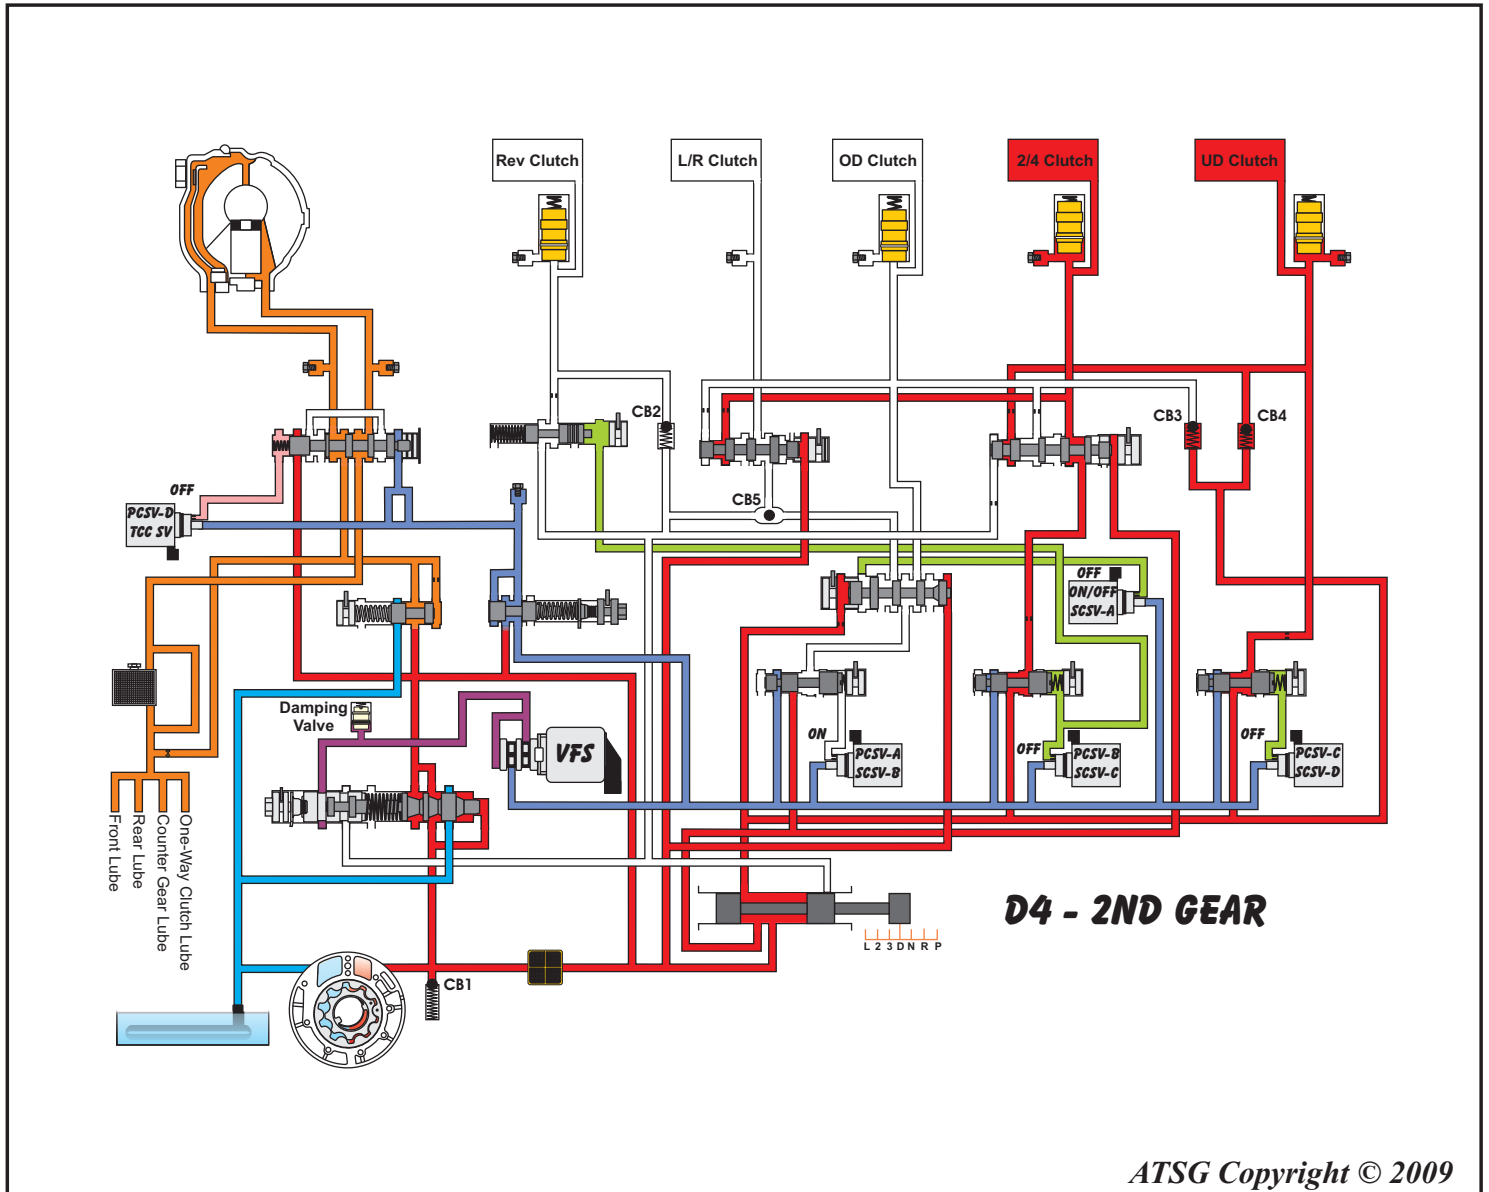 Rev Clutch
L/R Clutch
OD Clutch
2/4 Clutch
UD Clutch
CB2
CB3
CB4
OFF
PCSV-D
TCC SV
CB5
OFF
ON/OFF
SCSV-A
Damping
Valve
VFS
ON
PCSV-A
SCSV-B
OFF
PCSV-B
SCSV-C
OFF
PCSV-C
SCSV-D
Front Lube
Rear Lube
Counter Gear Lube
One-Way Clutch Lube
D4 - 2ND GEAR
L 2 3 D N R P
CB1
ATSG Copyright © 2009